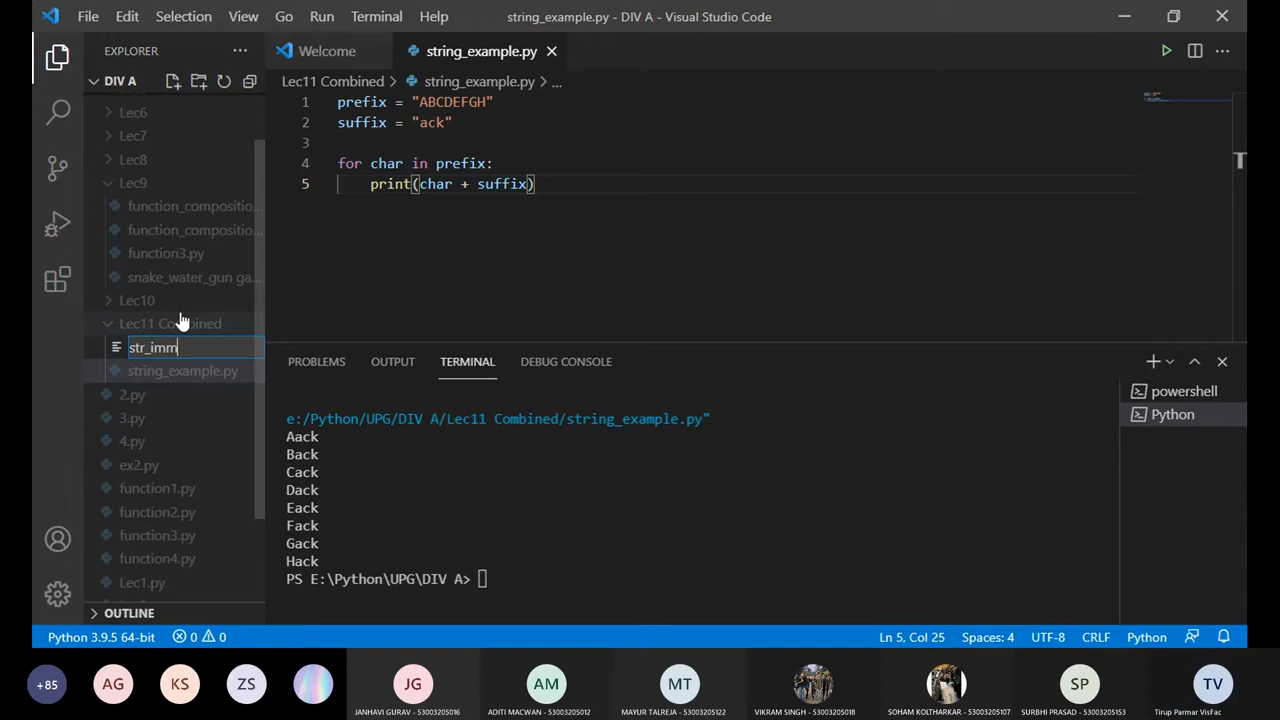 File Edit Selection View Go Run Terminal Help string_example.py - DIV A - Visual Studio Code
EXPLORER
DIV A
Lec6
Lec7
Lec8
Lec9
function_compositio...
function_compositio...
function3.py
snake_water_gun ga...
Lec10
Lec11 Combined
str_imm
string_example.py
2.py
3.py
4.py
ex2.py
function1.py
function2.py
function3.py
function4.py
Lec1.py
OUTLINE
Welcome string_example.py
Lec11 Combined > string_example.py > ...
1 prefix = "ABCDEFGH"
2 suffix = "ack"
3
4 for char in prefix:
5 print(char + suffix)
PROBLEMS OUTPUT TERMINAL DEBUG CONSOLE
e:/Python/UPG/DIV A/Lec11 Combined/string_example.py"
Aack
Back
Cack
Dack
Eack
Fack
Gack
Hack
PS E:\Python\UPG\DIV A>
powershell
Python
Python 3.9.5 64-bit 0 0 Ln 5, Col 25 Spaces: 4 UTF-8 CRLF Python
+85 AG KS ZS JG AM MT SP TV
JANHAVI GURAV - 53003205016 ADITI MACWAN - 53003205012 MAYUR TALREJA - 53003205122 VIKRAM SINGH - 53003205018 SOHAM KOLTHARKAR - 53003205107 SURBHI PRASAD - 53003205153 Tirup Parmar VisFac